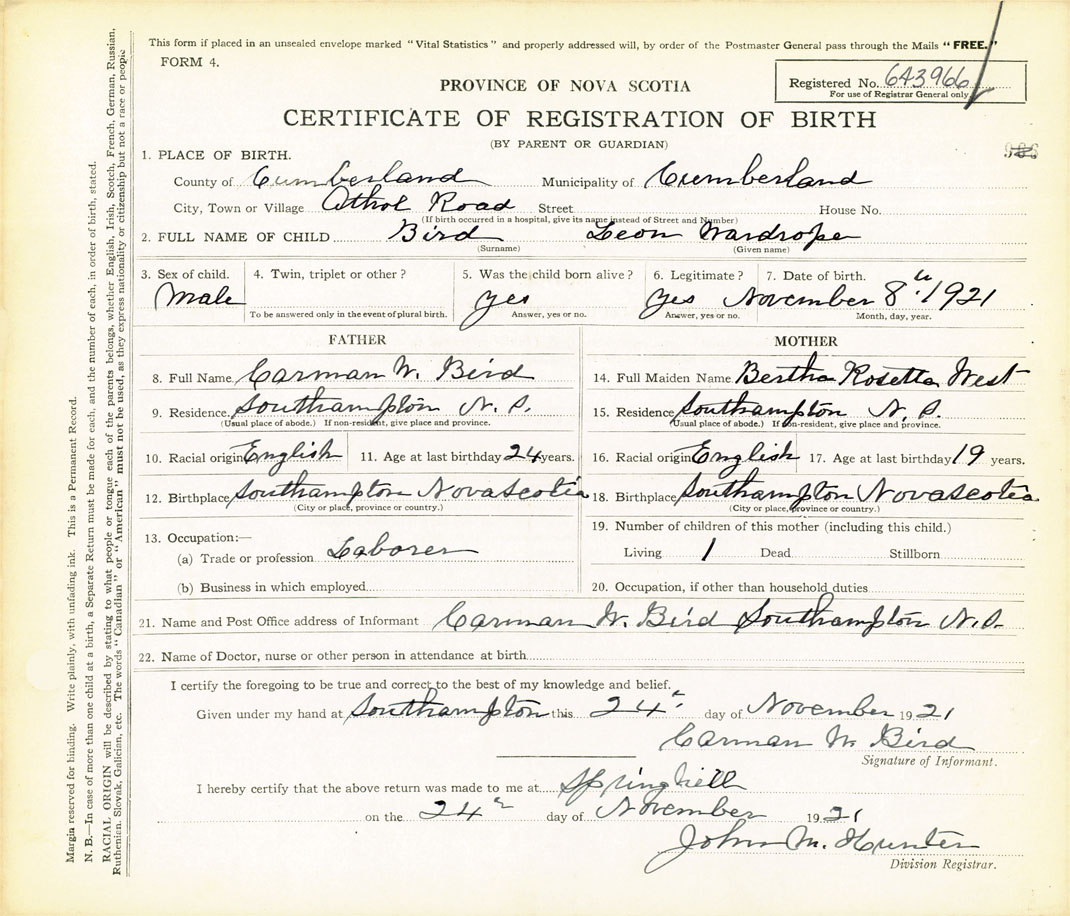 This form if placed in an unsealed envelope marked "Vital Statistics" and properly addressed will, by order of the Postmaster General pass through the Mails "FREE."
FORM 4.
Registered No. 643966
For use of Registrar General only
PROVINCE OF NOVA SCOTIA
CERTIFICATE OF REGISTRATION OF BIRTH
(BY PARENT OR GUARDIAN)
1. PLACE OF BIRTH.
County of Cumberland Municipality of Cumberland
City, Town or Village Athol Road Street House No.
(If birth occurred in a hospital, give its name instead of Street and Number)
2. FULL NAME OF CHILD Bird Leon Wardrope
(Surname) (Given name)
3. Sex of child. 4. Twin, triplet or other? 5. Was the child born alive? 6. Legitimate? 7. Date of birth.
Male yes yes November 8th 1921
To be answered only in the event of plural birth. Answer, yes or no. Answer, yes or no. Month, day, year.
FATHER
8. Full Name Carman W. Bird
9. Residence Southampton N. S.
(Usual place of abode.) If non-resident, give place and province.
10. Racial origin English 11. Age at last birthday 24 years.
12. Birthplace Southampton Nova Scotia
(City or place, province or country.)
13. Occupation:—
(a) Trade or profession Laborer
(b) Business in which employed
MOTHER
14. Full Maiden Name Bertha Rosetta West
15. Residence Southampton N. S.
(Usual place of abode.) If non-resident, give place and province.
16. Racial origin English 17. Age at last birthday 19 years.
18. Birthplace Southampton Nova Scotia
(City or place, province or country.)
19. Number of children of this mother (including this child.)
Living 1 Dead Stillborn
20. Occupation, if other than household duties
21. Name and Post Office address of Informant Carman W. Bird Southampton N.S.
22. Name of Doctor, nurse or other person in attendance at birth
I certify the foregoing to be true and correct to the best of my knowledge and belief.
Given under my hand at Southampton this 24 day of November 1921
Carman W. Bird
Signature of Informant.
I hereby certify that the above return was made to me at Springhill
on the 24 day of November 1921
John M. Hunter
Division Registrar.
Margin reserved for binding. Write plainly, with unfading ink. This is a Permanent Record.
N. B.—In case of more than one child at a birth, a Separate Return must be made for each, and the number of each, in order of birth, stated.
RACIAL ORIGIN will be described by stating to what people or tongue each of the parents belongs, whether English, Irish, Scotch, French, German, Russian,
Ruthenian, Slovak, Galician, etc. The words "Canadian" or "American" must not be used, as they express nationality or citizenship but not a race or people